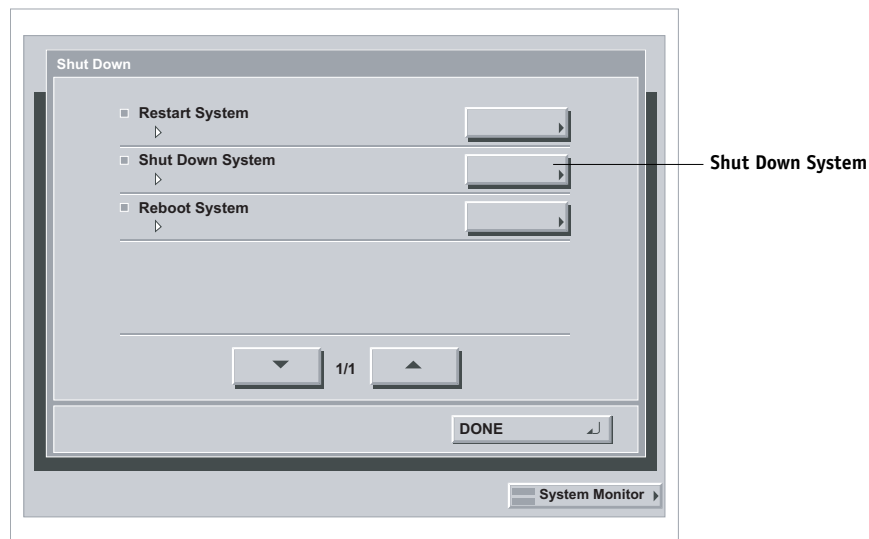 Shut Down
Restart System
Shut Down System
Shut Down System
Reboot System
1/1
DONE
System Monitor